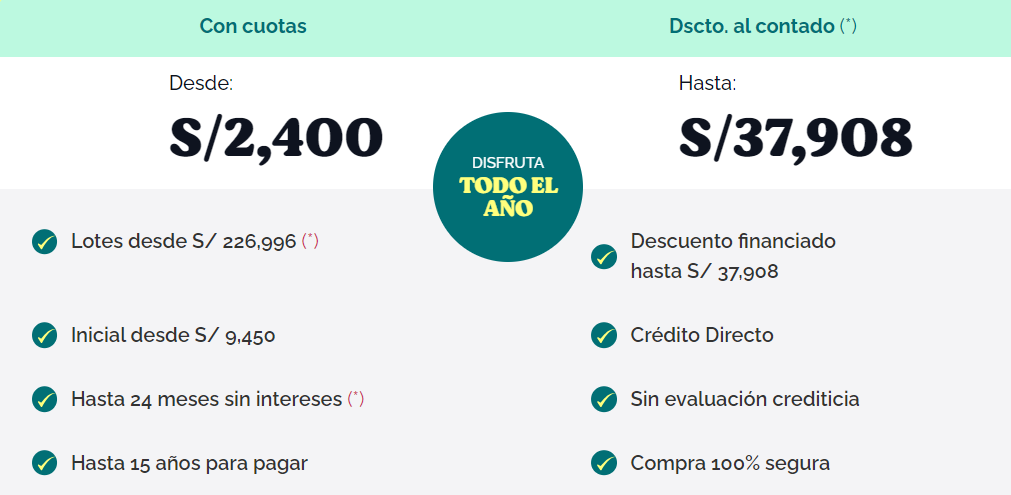 Con cuotas
Dscto. al contado (*)
Desde:
S/2,400
Hasta:
S/37,908
DISFRUTA
TODO EL
AÑO
Lotes desde S/ 226,996 (*)
Descuento financiado
hasta S/ 37,908
Inicial desde S/ 9,450
Crédito Directo
Hasta 24 meses sin intereses (*)
Sin evaluación crediticia
Hasta 15 años para pagar
Compra 100% segura